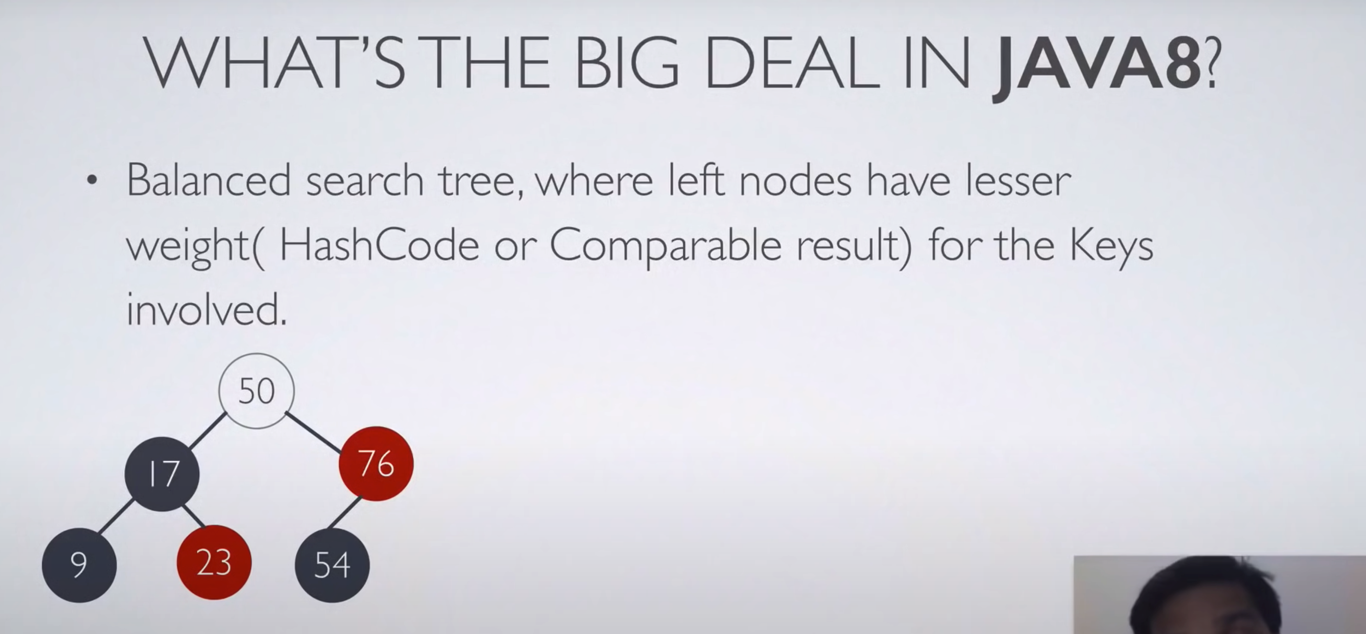 WHAT'S THE BIG DEAL IN JAVA8?
• Balanced search tree, where left nodes have lesser
weight( HashCode or Comparable result) for the Keys
involved.
50
17
76
9
23
54